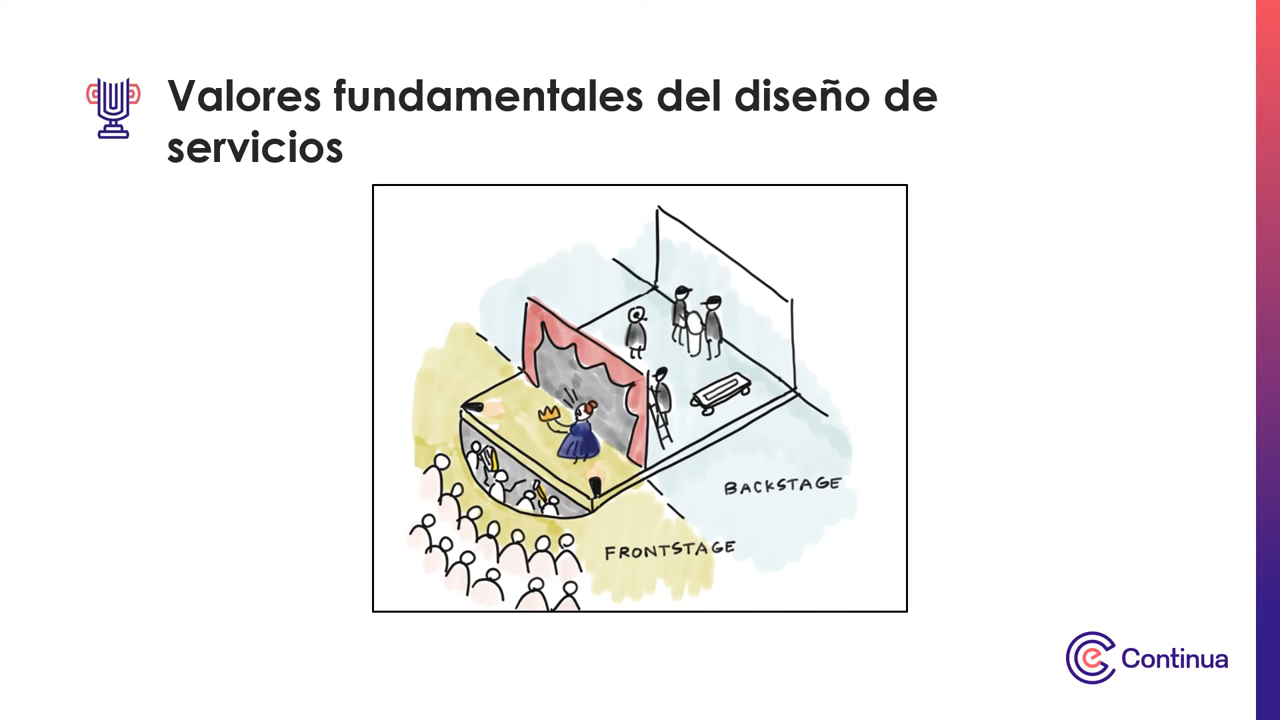 Valores fundamentales del diseño de
servicios
BACKSTAGE
FRONTSTAGE
Continua